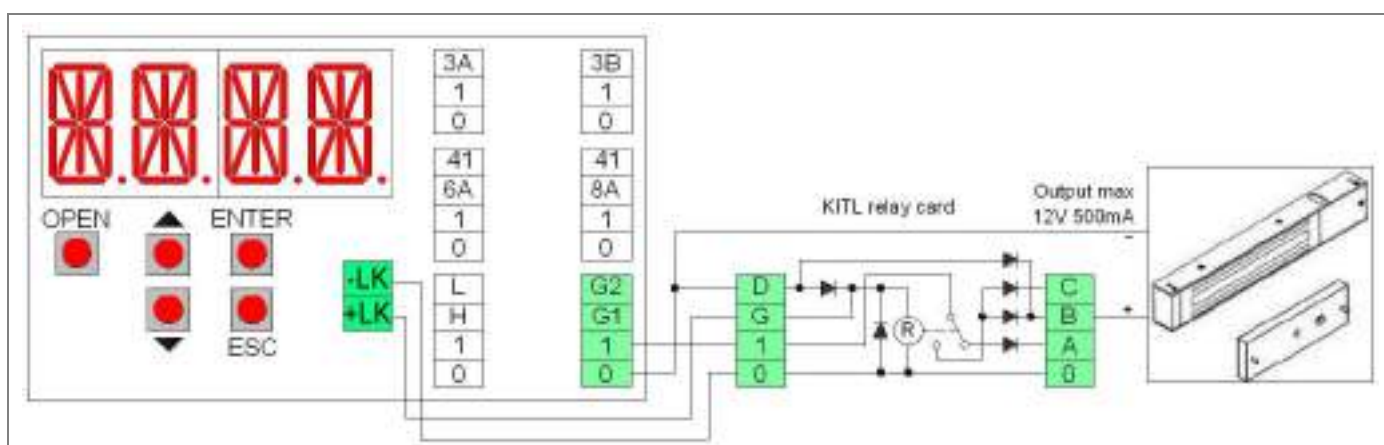 OPEN
ENTER
ESC
-LK
+LK
3A
1
0
41
6A
1
0
L
H
1
0
3B
1
0
41
8A
1
0
G2
G1
1
0
KITL relay card
D
G
1
0
R
C
B
A
0
Output max
12V 500mA
-
+